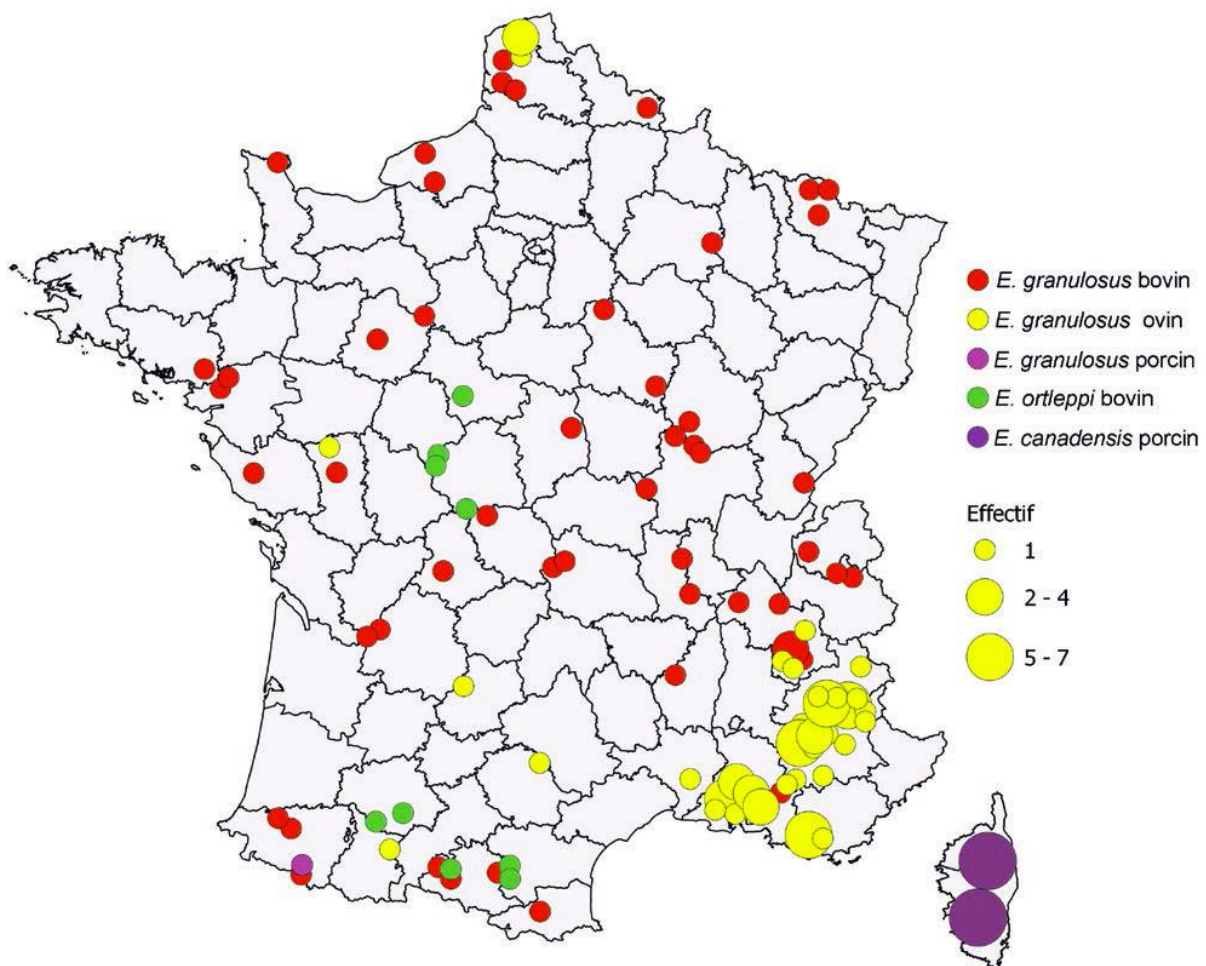 E. granulosus bovin
E. granulosus ovin
E. granulosus porcin
E. ortleppi bovin
E. canadensis porcin
Effectif
1
2 - 4
5 - 7